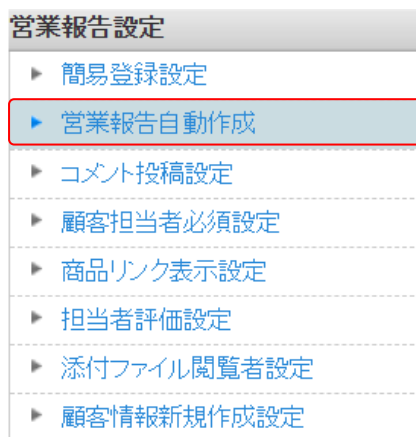 営業報告設定
簡易登録設定
営業報告自動作成
コメント投稿設定
顧客担当者必須設定
商品リンク表示設定
担当者評価設定
添付ファイル閲覧者設定
顧客情報新規作成設定